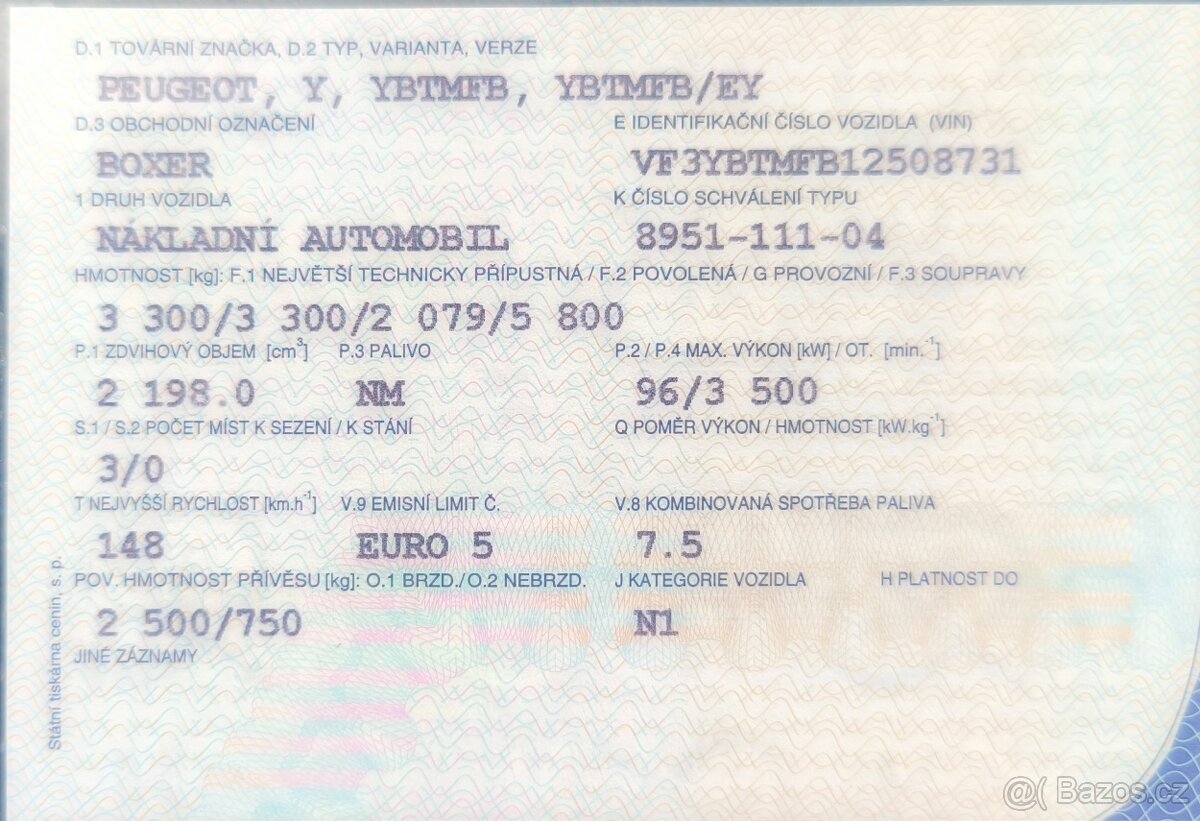 D.1 TOVÁRNÍ ZNAČKA, D.2 TYP, VARIANTA, VERZE
PEUGEOT, Y, YBTMFB, YBTMFB/EY
D.3 OBCHODNÍ OZNAČENÍ E IDENTIFIKAČNÍ ČÍSLO VOZIDLA (VIN)
BOXER VF3YBTMFB12508731
1 DRUH VOZIDLA K ČÍSLO SCHVÁLENÍ TYPU
NÁKLADNÍ AUTOMOBIL 8951-111-04
HMOTNOST [kg]: F.1 NEJVĚTŠÍ TECHNICKY PŘÍPUSTNÁ / F.2 POVOLENÁ / G PROVOZNÍ / F.3 SOUPRAVY
3 300/3 300/2 079/5 800
P.1 ZDVIHOVÝ OBJEM [cm³] P.3 PALIVO P.2 / P.4 MAX. VÝKON [kW] / OT. [min.⁻¹]
2 198.0 NM 96/3 500
S.1 / S.2 POČET MÍST K SEZENÍ / K STÁNÍ Q POMĚR VÝKON / HMOTNOST [kW.kg⁻¹]
3/0
T NEJVYŠŠÍ RYCHLOST [km.h⁻¹] V.9 EMISNÍ LIMIT Č. V.8 KOMBINOVANÁ SPOTŘEBA PALIVA
148 EURO 5 7.5
POV. HMOTNOST PŘÍVĚSU [kg]: O.1 BRZD./O.2 NEBRZD. J KATEGORIE VOZIDLA H PLATNOST DO
2 500/750 N1
JINÉ ZÁZNAMY
Státní tiskárna cenin, s. p.
@( Bazos.cz